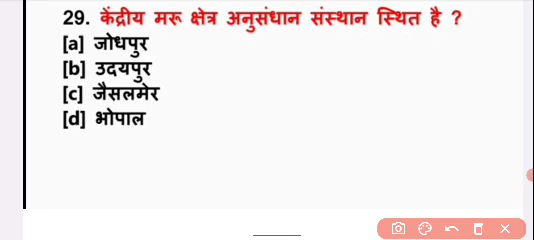 29. केंद्रीय मरू क्षेत्र अनुसंधान संस्थान स्थित है ?
[a] जोधपुर
[b] उदयपुर
[c] जैसलमेर
[d] भोपाल